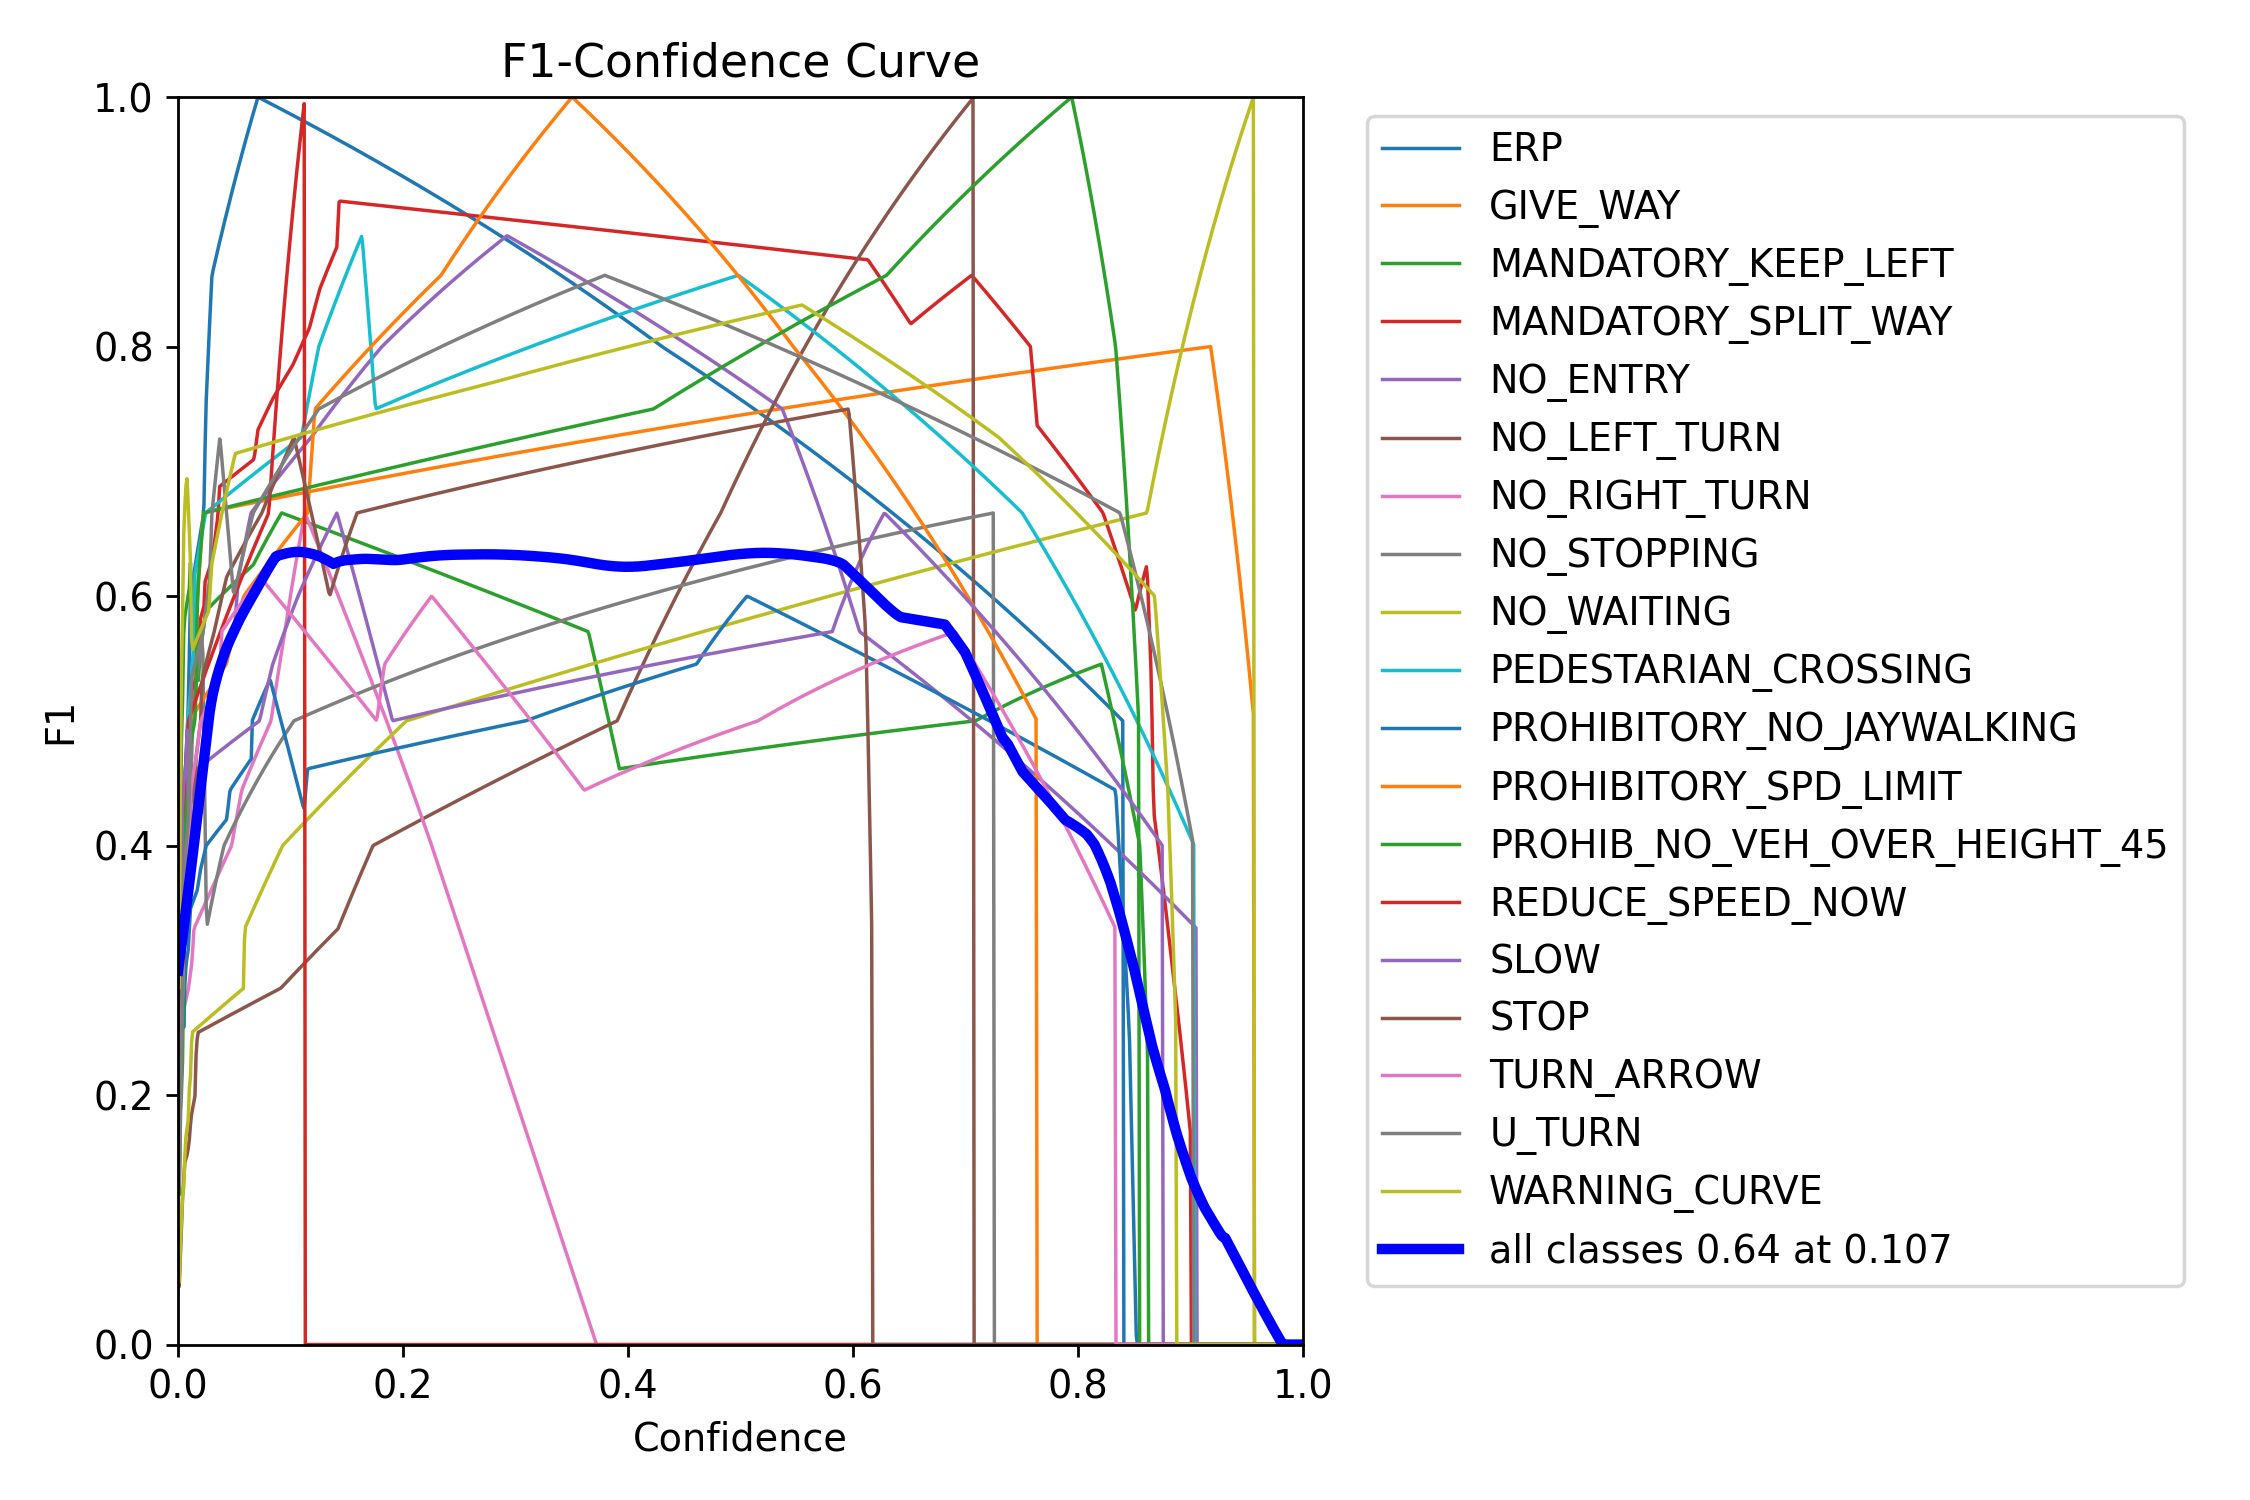 F1-Confidence Curve
1.0
0.8
0.6
0.4
0.2
0.0
F1
0.0 0.2 0.4 0.6 0.8 1.0
Confidence
ERP
GIVE_WAY
MANDATORY_KEEP_LEFT
MANDATORY_SPLIT_WAY
NO_ENTRY
NO_LEFT_TURN
NO_RIGHT_TURN
NO_STOPPING
NO_WAITING
PEDESTARIAN_CROSSING
PROHIBITORY_NO_JAYWALKING
PROHIBITORY_SPD_LIMIT
PROHIB_NO_VEH_OVER_HEIGHT_45
REDUCE_SPEED_NOW
SLOW
STOP
TURN_ARROW
U_TURN
WARNING_CURVE
all classes 0.64 at 0.107